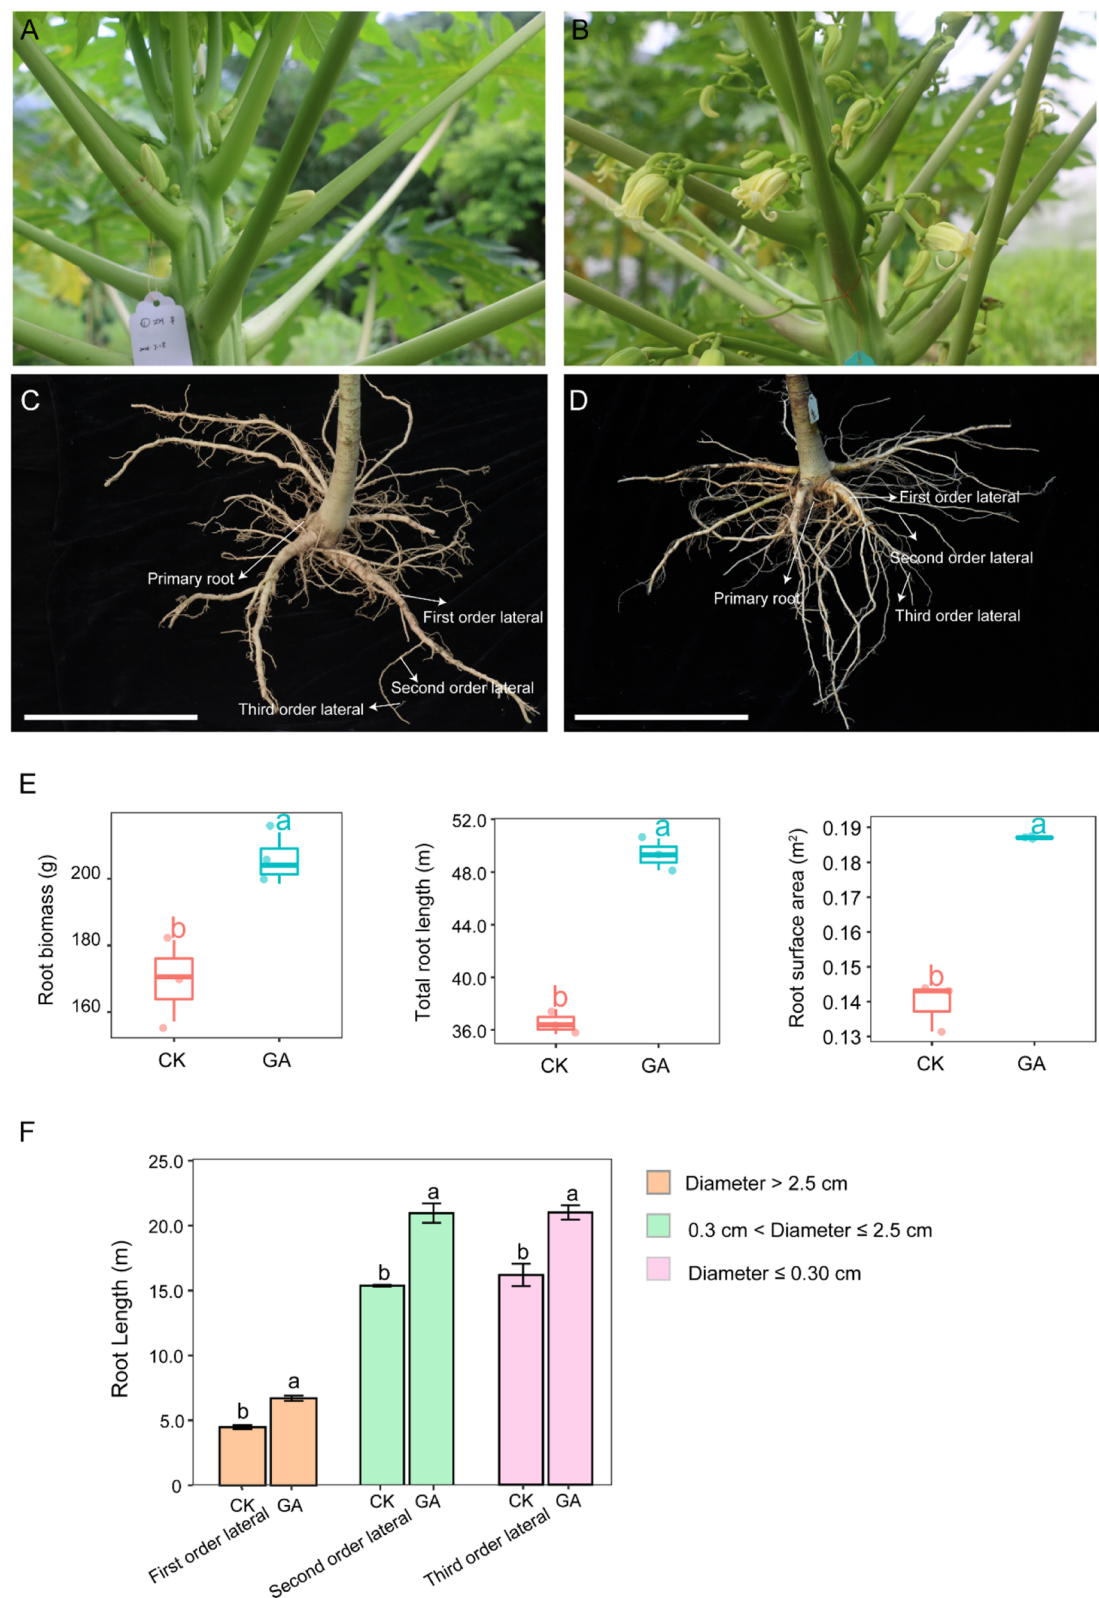 A
B
C
Primary root
First order lateral
Second order lateral
Third order lateral
D
First order lateral
Second order lateral
Primary root
Third order lateral
E
Root biomass (g)
200
180
160
a
b
CK
GA
Total root length (m)
52.0
48.0
44.0
40.0
36.0
a
b
CK
GA
Root surface area (m²)
0.19
0.18
0.17
0.16
0.15
0.14
0.13
a
b
CK
GA
F
Root Length (m)
25.0
20.0
15.0
10.0
5.0
0
b
a
b
a
b
a
CK GA
CK GA
CK GA
First order lateral
Second order lateral
Third order lateral
Diameter > 2.5 cm
0.3 cm < Diameter ≤ 2.5 cm
Diameter ≤ 0.30 cm